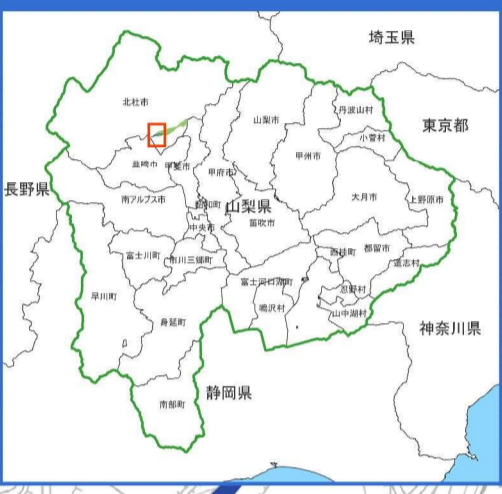 埼玉県
北杜市
丹波山村
山梨市
東京都
小菅村
甲州市
韮崎市
甲斐市
甲府市
長野県
南アルプス市
昭和町
山梨県
大月市
上野原市
中央市
笛吹市
富士川町
市川三郷町
西桂町
都留市
道志村
早川町
富士河口湖町
忍野村
身延町
鳴沢村
山中湖村
神奈川県
静岡県
南部町